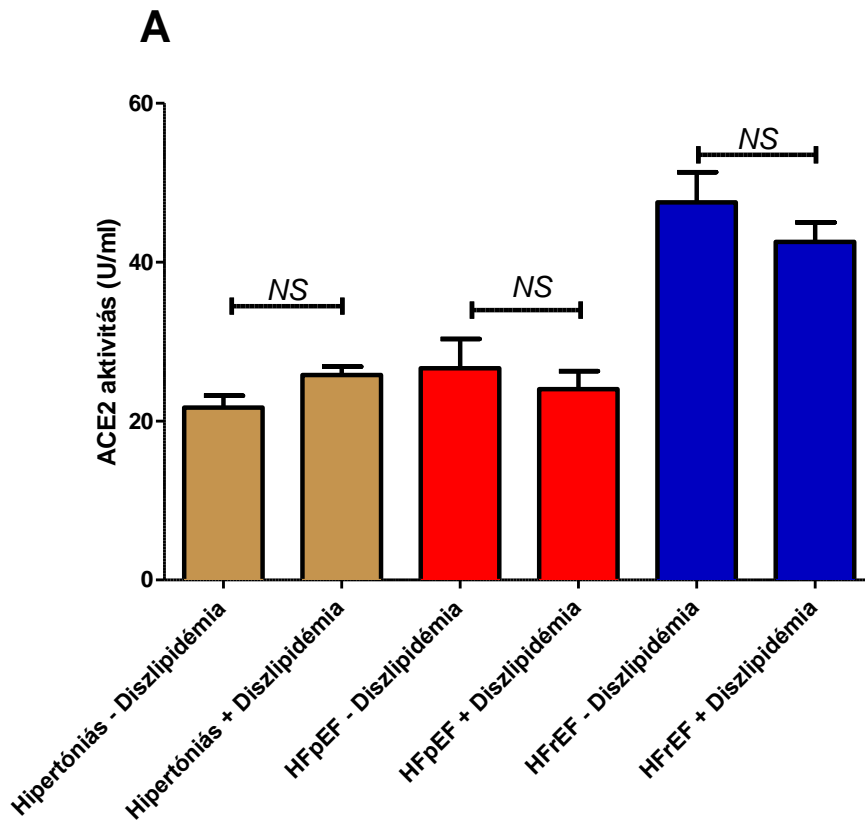 A
60
40
20
0
ACE2 aktivitás (U/ml)
NS
NS
NS
Hipertóniás - Diszlipidémia
Hipertóniás + Diszlipidémia
HFpEF - Diszlipidémia
HFpEF + Diszlipidémia
HFrEF - Diszlipidémia
HFrEF + Diszlipidémia